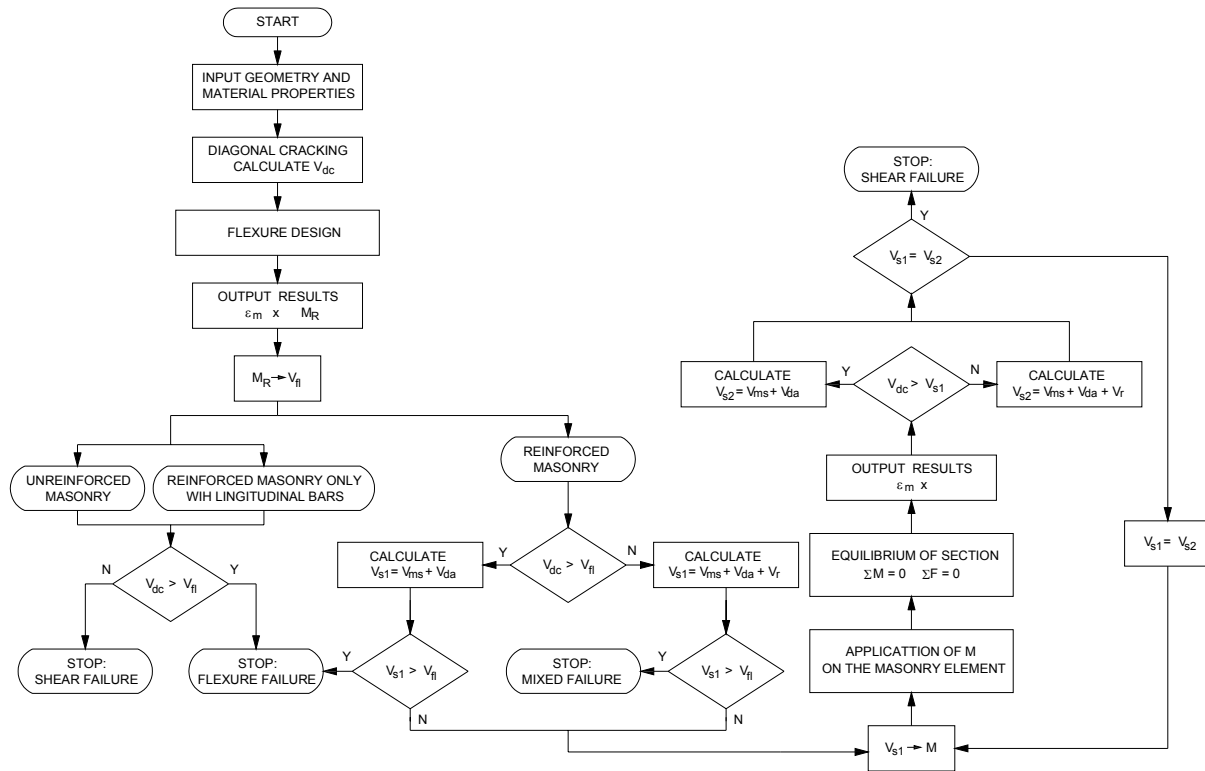 START
INPUT GEOMETRY AND
MATERIAL PROPERTIES
DIAGONAL CRACKING
CALCULATE Vdc
FLEXURE DESIGN
OUTPUT RESULTS
εm x MR
MR → Vfl
UNREINFORCED
MASONRY
REINFORCED MASONRY ONLY
WIH LINGITUDINAL BARS
Vdc > Vfl
N
Y
STOP:
SHEAR FAILURE
STOP:
FLEXURE FAILURE
REINFORCED
MASONRY
Vdc > Vfl
Y
N
CALCULATE
Vs1 = Vms + Vda
CALCULATE
Vs1 = Vms + Vda + Vr
Vs1 > Vfl
Y
N
STOP:
MIXED FAILURE
Vs1 > Vfl
Y
N
Vs1 → M
APPLICATTION OF M
ON THE MASONRY ELEMENT
EQUILIBRIUM OF SECTION
ΣM = 0 ΣF = 0
OUTPUT RESULTS
εm x
Vdc > Vs1
Y
N
CALCULATE
Vs2 = Vms + Vda
CALCULATE
Vs2 = Vms + Vda + Vr
Vs1 = Vs2
Y
STOP:
SHEAR FAILURE
Vs1 = Vs2